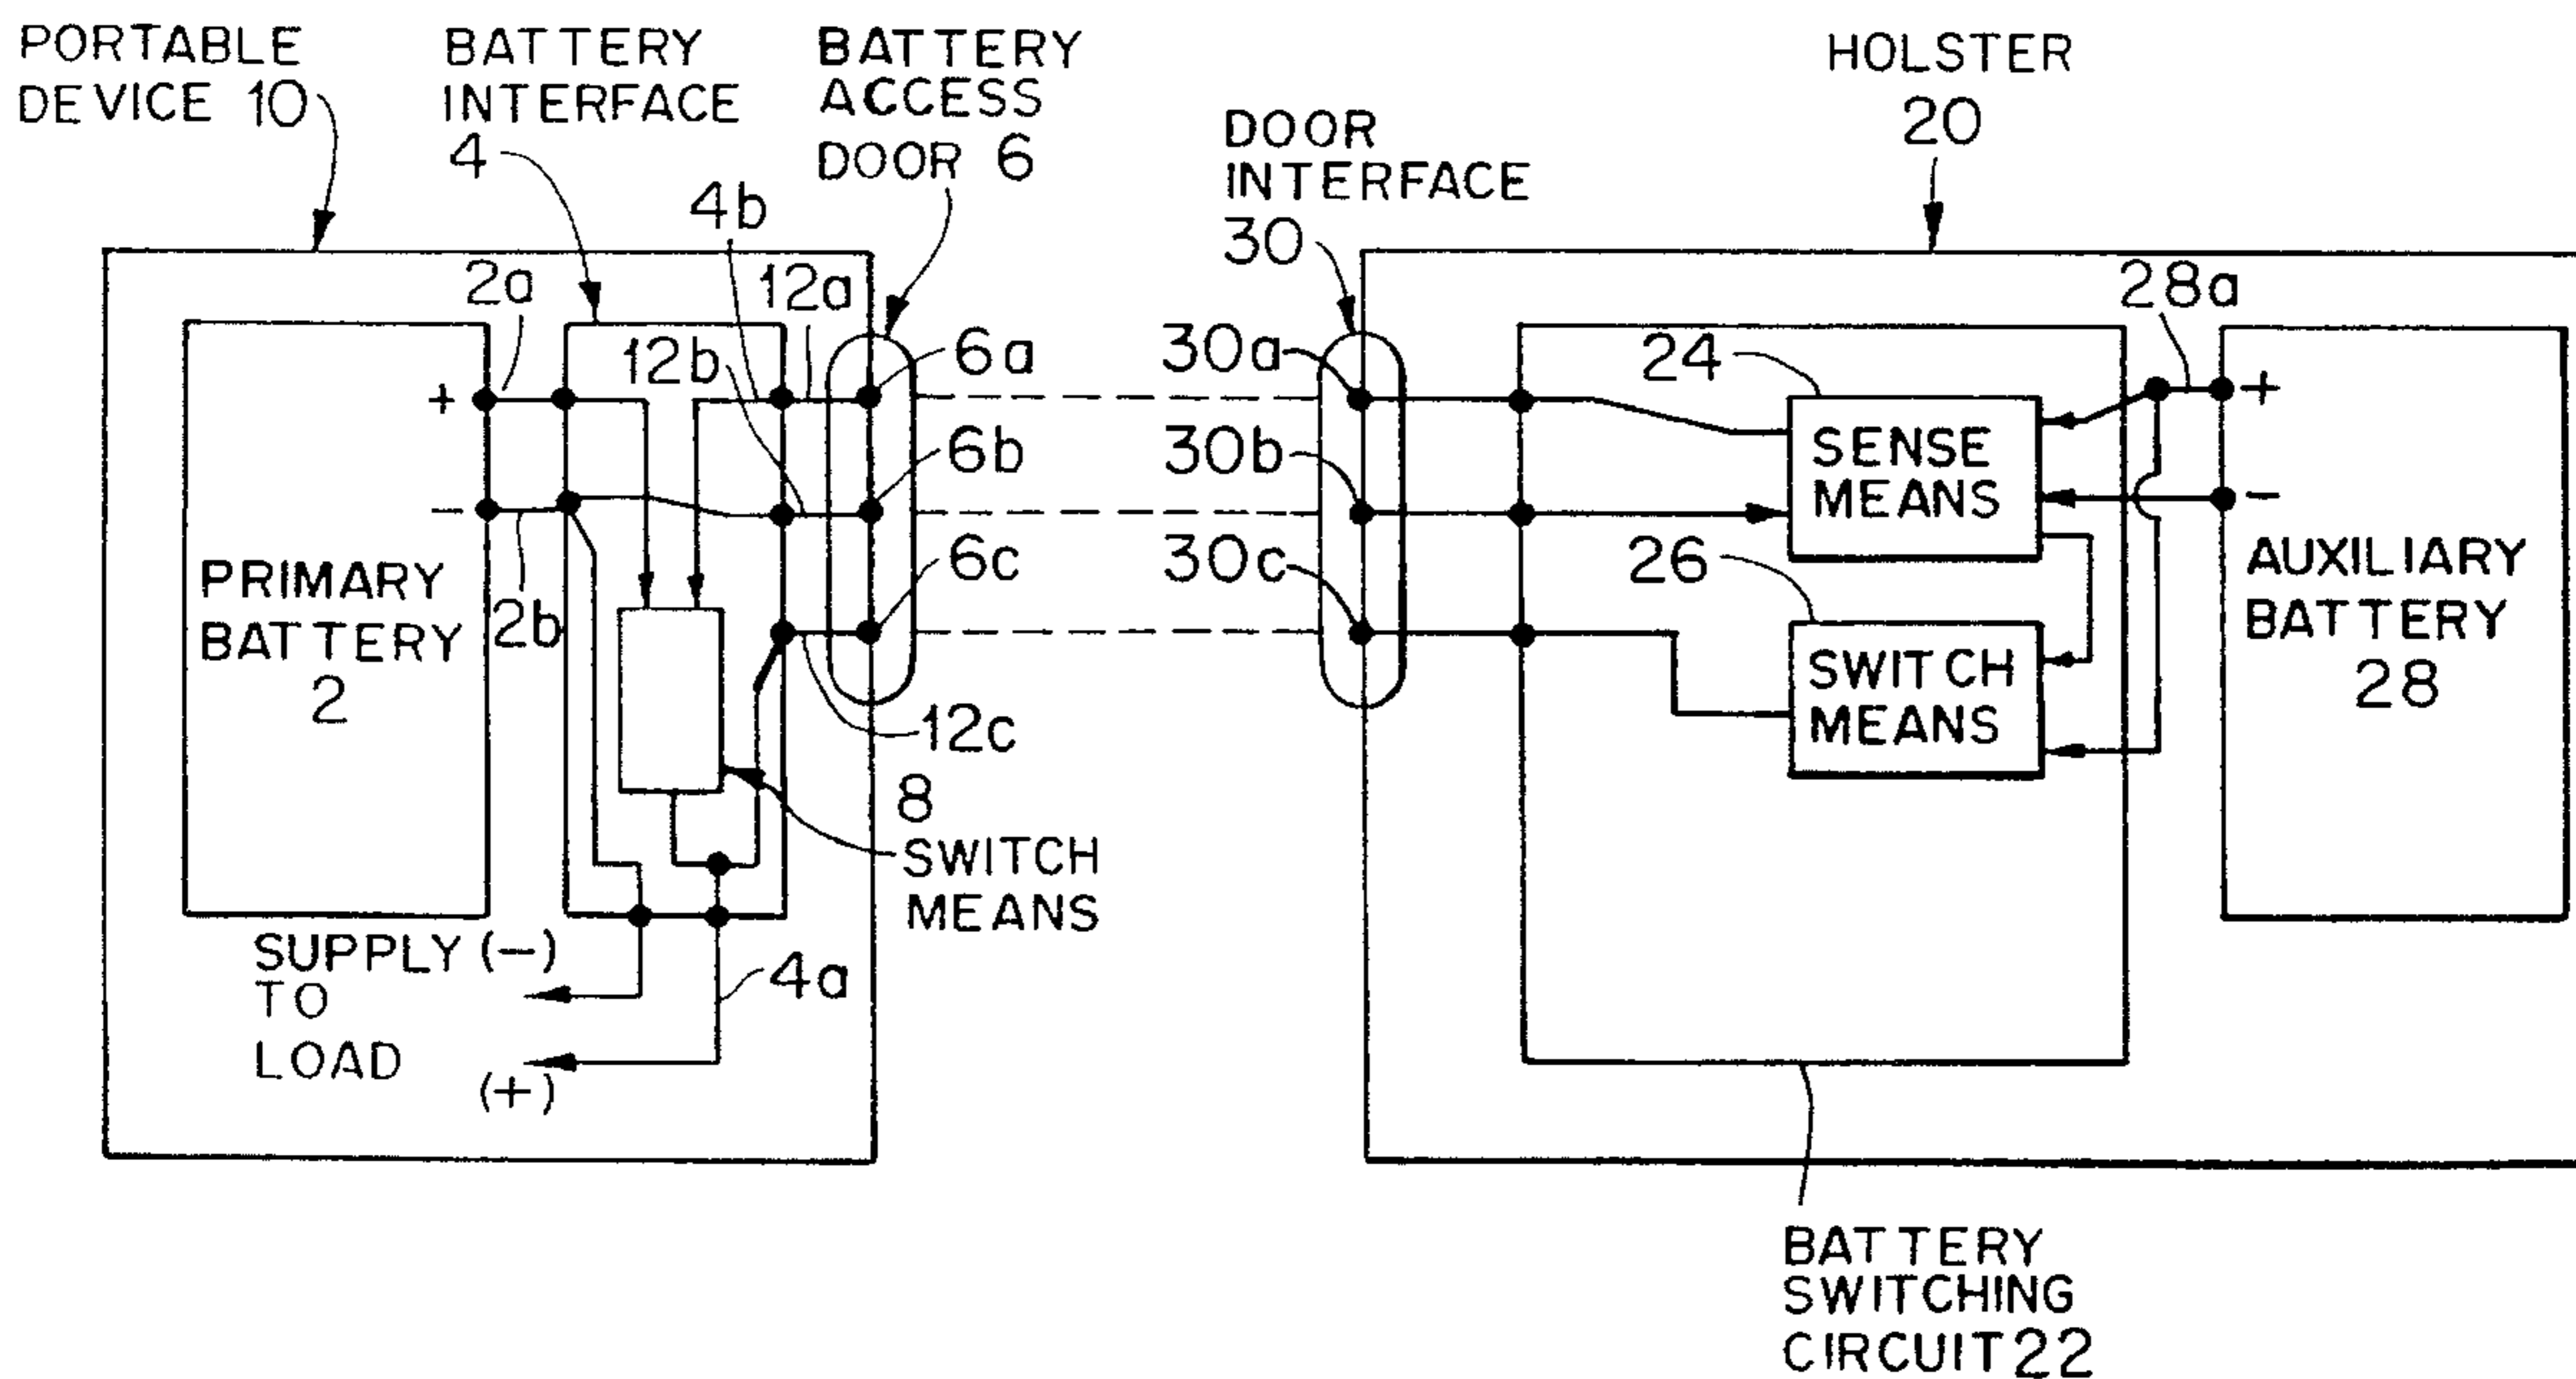 PORTABLE
DEVICE 10
BATTERY
INTERFACE
4
BATTERY
ACCESS
DOOR 6
DOOR
INTERFACE
30
HOLSTER
20
4b
2a
12a
12b
6a
6b
6c
30a
30b
30c
28a
24
SENSE
MEANS
26
SWITCH
MEANS
+
-
+
-
PRIMARY
BATTERY
2
2b
AUXILIARY
BATTERY
28
12c
8
SWITCH
MEANS
SUPPLY (-)
TO
LOAD
(+)
4a
BATTERY
SWITCHING
CIRCUIT 22